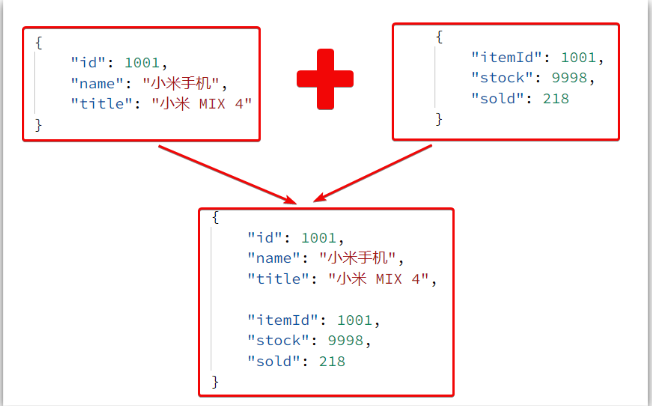 {
"id": 1001,
"name": "小米手机",
"title": "小米 MIX 4"
}
{
"itemId": 1001,
"stock": 9998,
"sold": 218
}
{
"id": 1001,
"name": "小米手机",
"title": "小米 MIX 4",
"itemId": 1001,
"stock": 9998,
"sold": 218
}